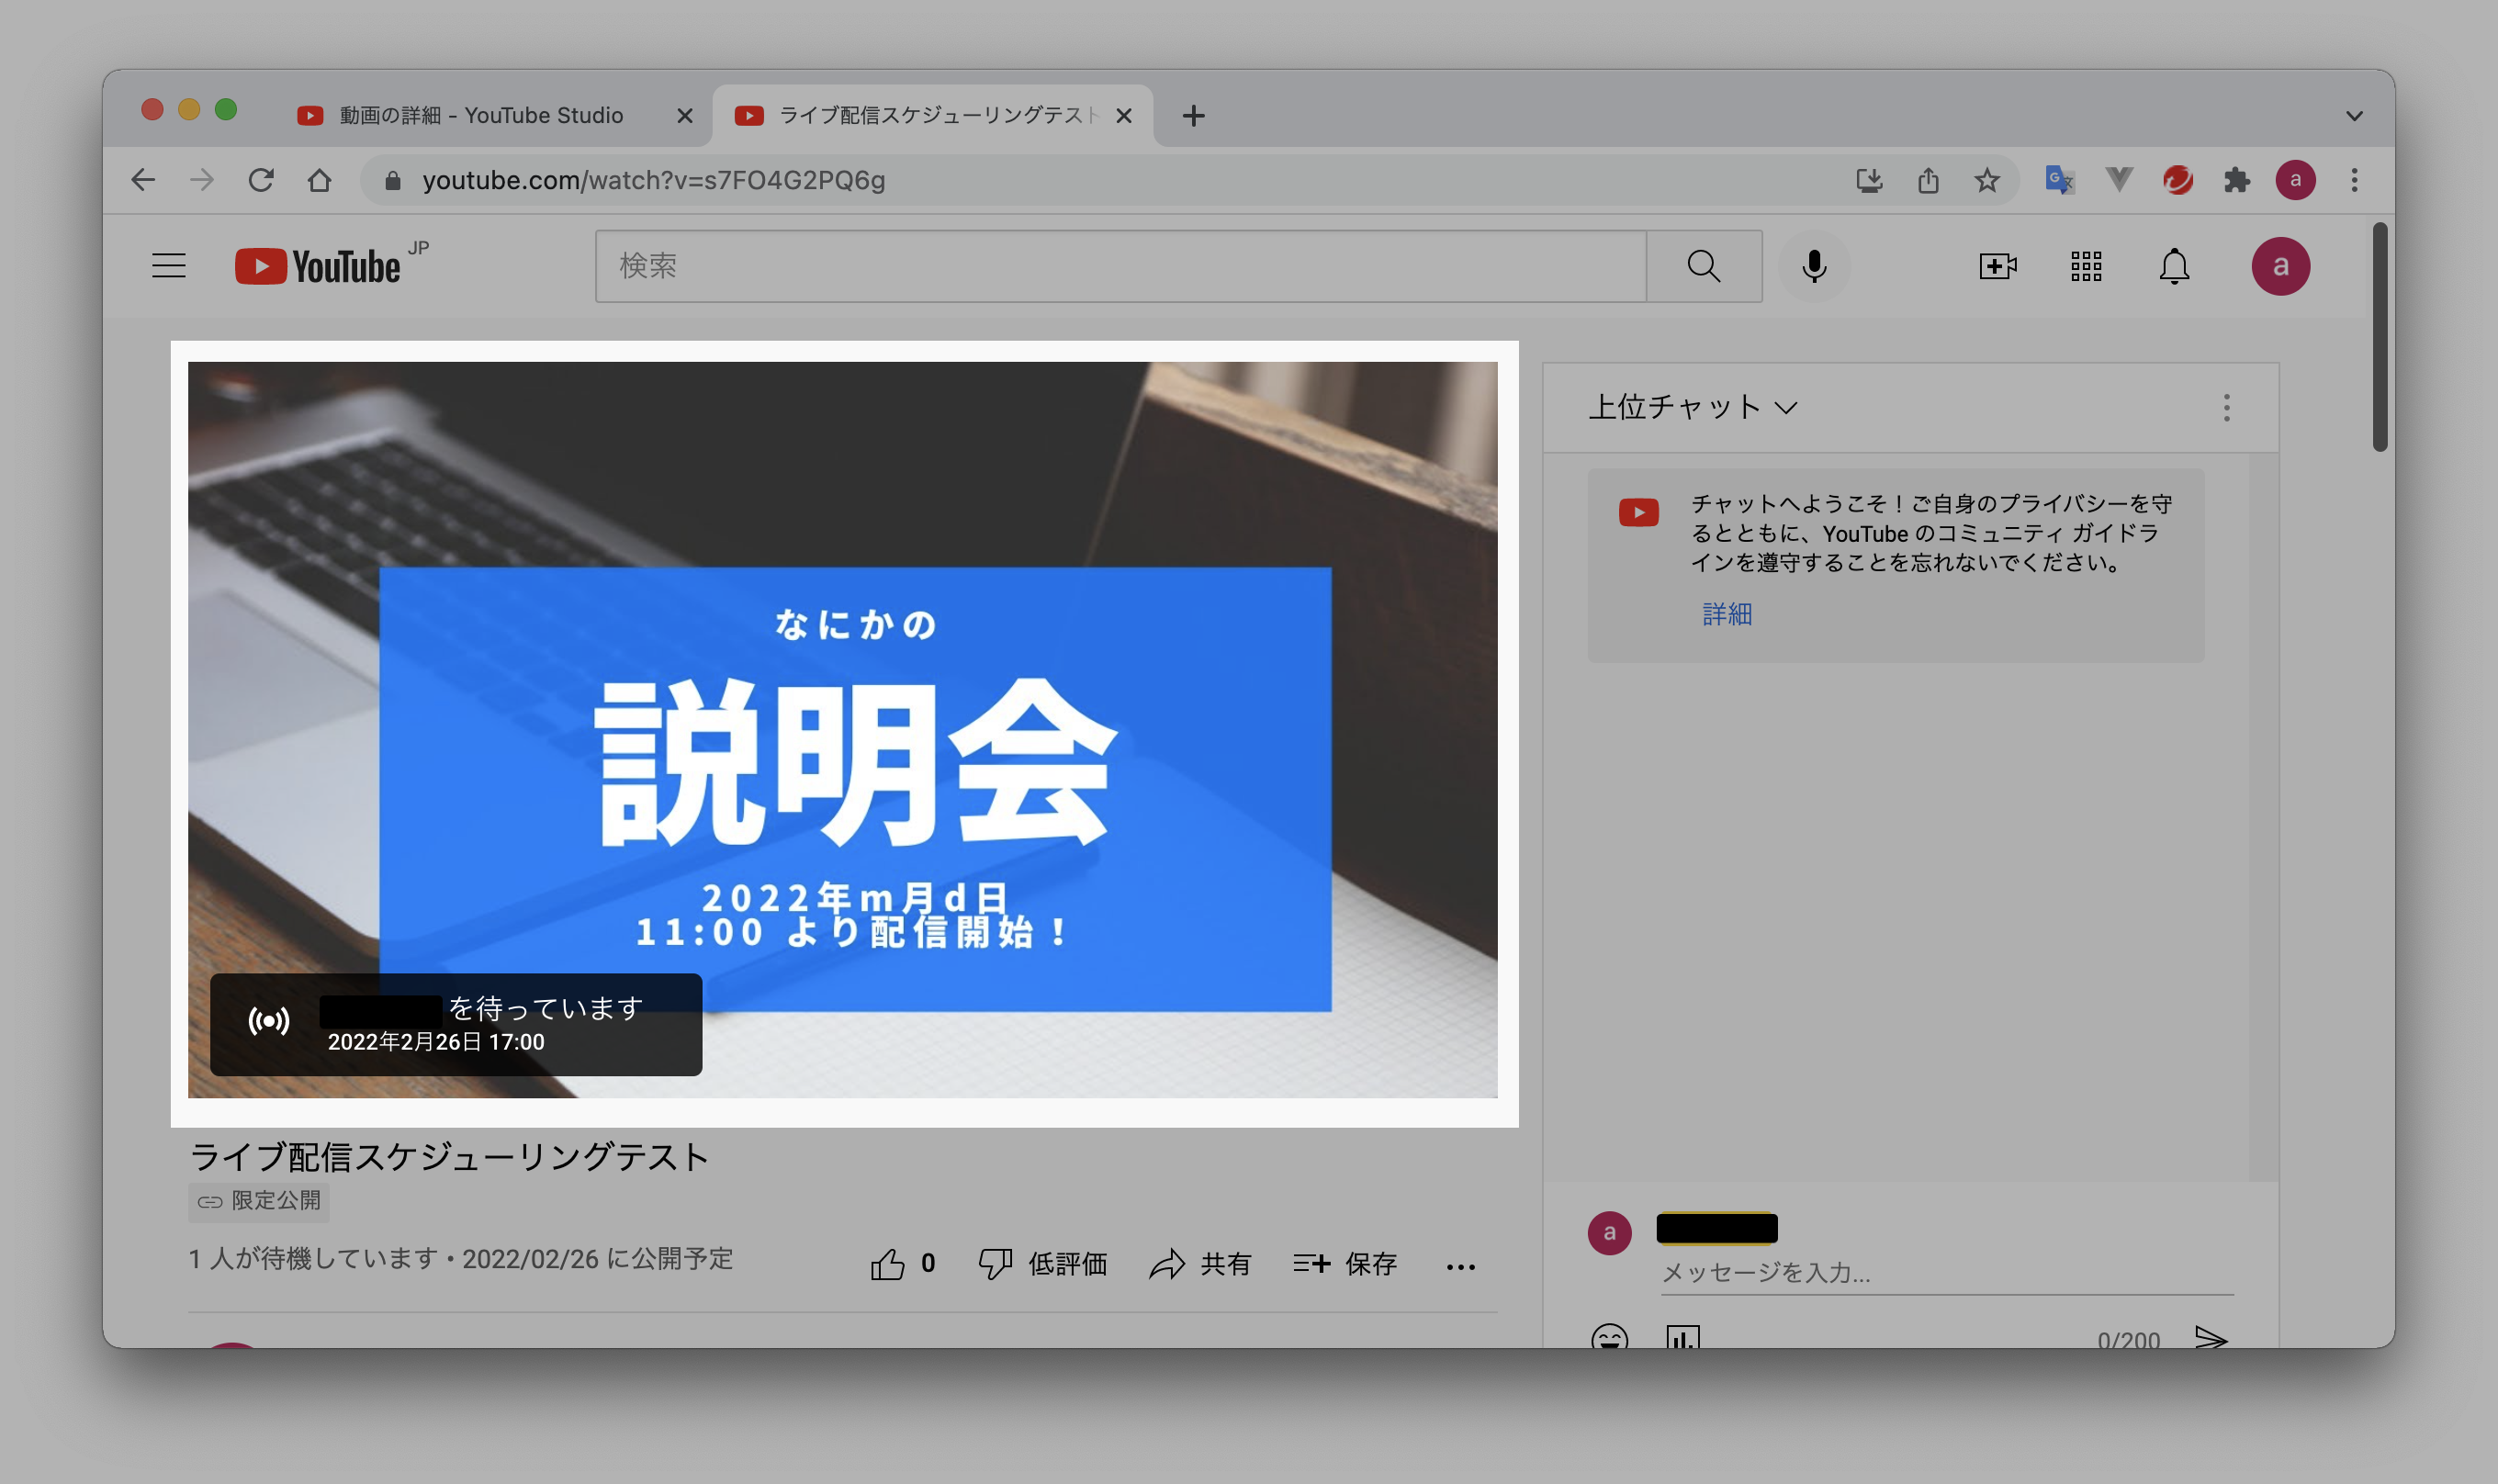 動画の詳細 - YouTube Studio
ライブ配信スケジューリングテスト
youtube.com/watch?v=s7FO4G2PQ6g
a
YouTube JP
検索
a
なにかの
説明会
2022年m月d日
11:00 より配信開始！
を待っています
2022年2月26日 17:00
上位チャット
チャットへようこそ！ご自身のプライバシーを守
るとともに、YouTube のコミュニティ ガイドラ
インを遵守することを忘れないでください。
詳細
ライブ配信スケジューリングテスト
限定公開
1 人が待機しています・2022/02/26 に公開予定
0
低評価
共有
保存
a
メッセージを入力...
0/200